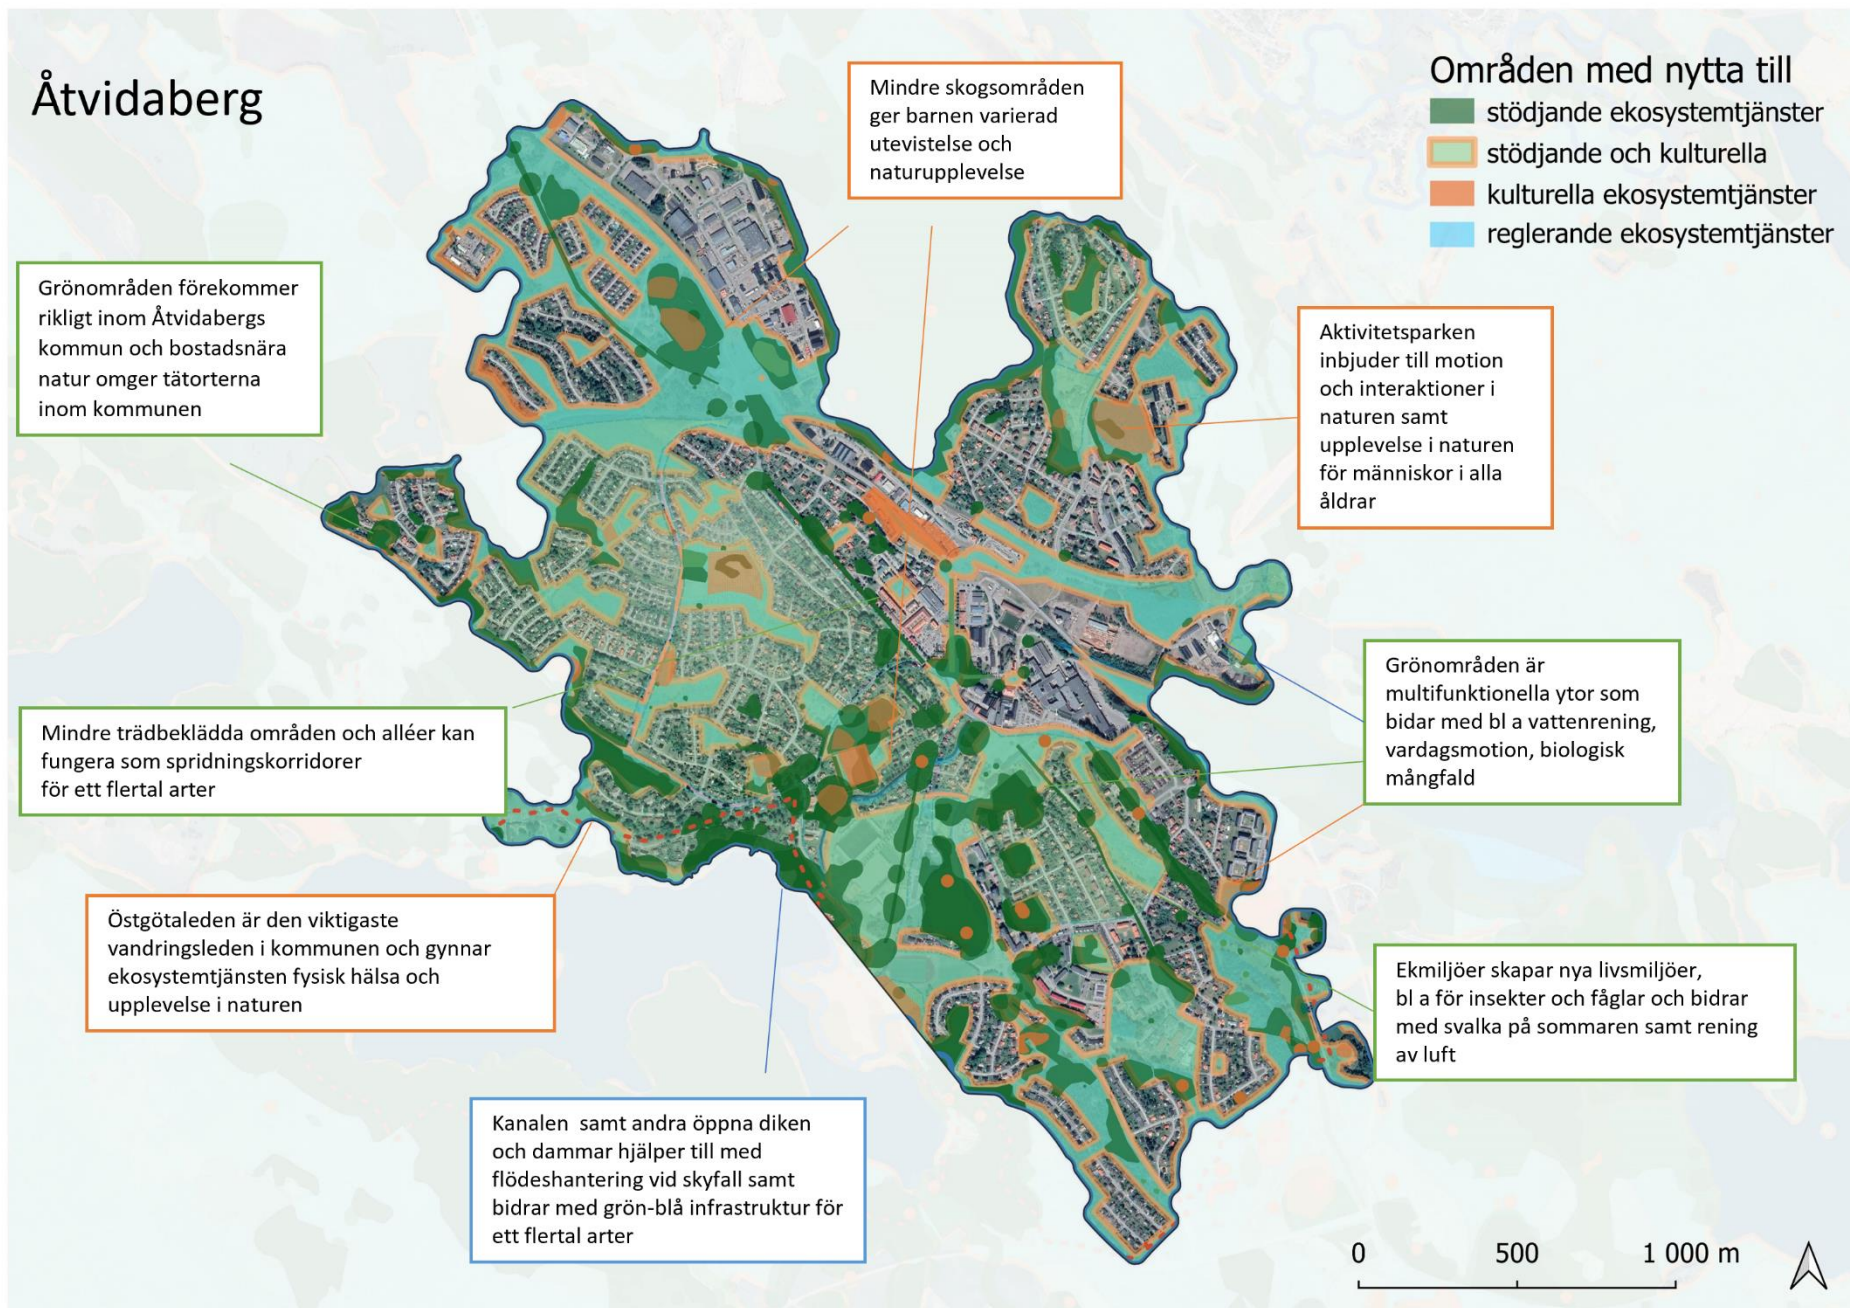 Åtvidaberg
Mindre skogsområden
ger barnen varierad
utevistelse och
naturupplevelse
Områden med nytta till
stödjande ekosystemtjänster
stödjande och kulturella
kulturella ekosystemtjänster
reglerande ekosystemtjänster
Grönområden förekommer
rikligt inom Åtvidabergs
kommun och bostadsnära
natur omger tätorterna
inom kommunen
Aktivitetsparken
inbjuder till motion
och interaktioner i
naturen samt
upplevelse i naturen
för människor i alla
åldrar
Grönområden är
multifunktionella ytor som
bidar med bl a vattenrening,
vardagsmotion, biologisk
mångfald
Mindre trädbeklädda områden och alléer kan
fungera som spridningskorridorer
för ett flertal arter
Östgötaleden är den viktigaste
vandringsleden i kommunen och gynnar
ekosystemtjänsten fysisk hälsa och
upplevelse i naturen
Ekmiljöer skapar nya livsmiljöer,
bl a för insekter och fåglar och bidrar
med svalka på sommaren samt rening
av luft
Kanalen samt andra öppna diken
och dammar hjälper till med
flödeshantering vid skyfall samt
bidrar med grön-blå infrastruktur för
ett flertal arter
0 500 1 000 m